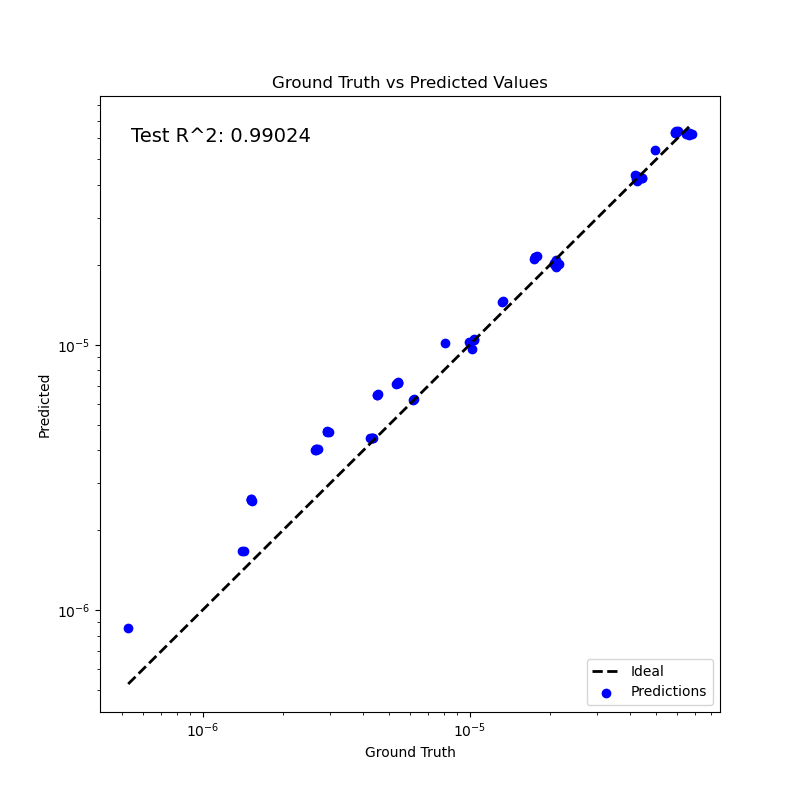 Ground Truth vs Predicted Values
Test R^2: 0.99024
Predicted
10⁻⁵
10⁻⁶
Ideal
Predictions
10⁻⁶
10⁻⁵
Ground Truth